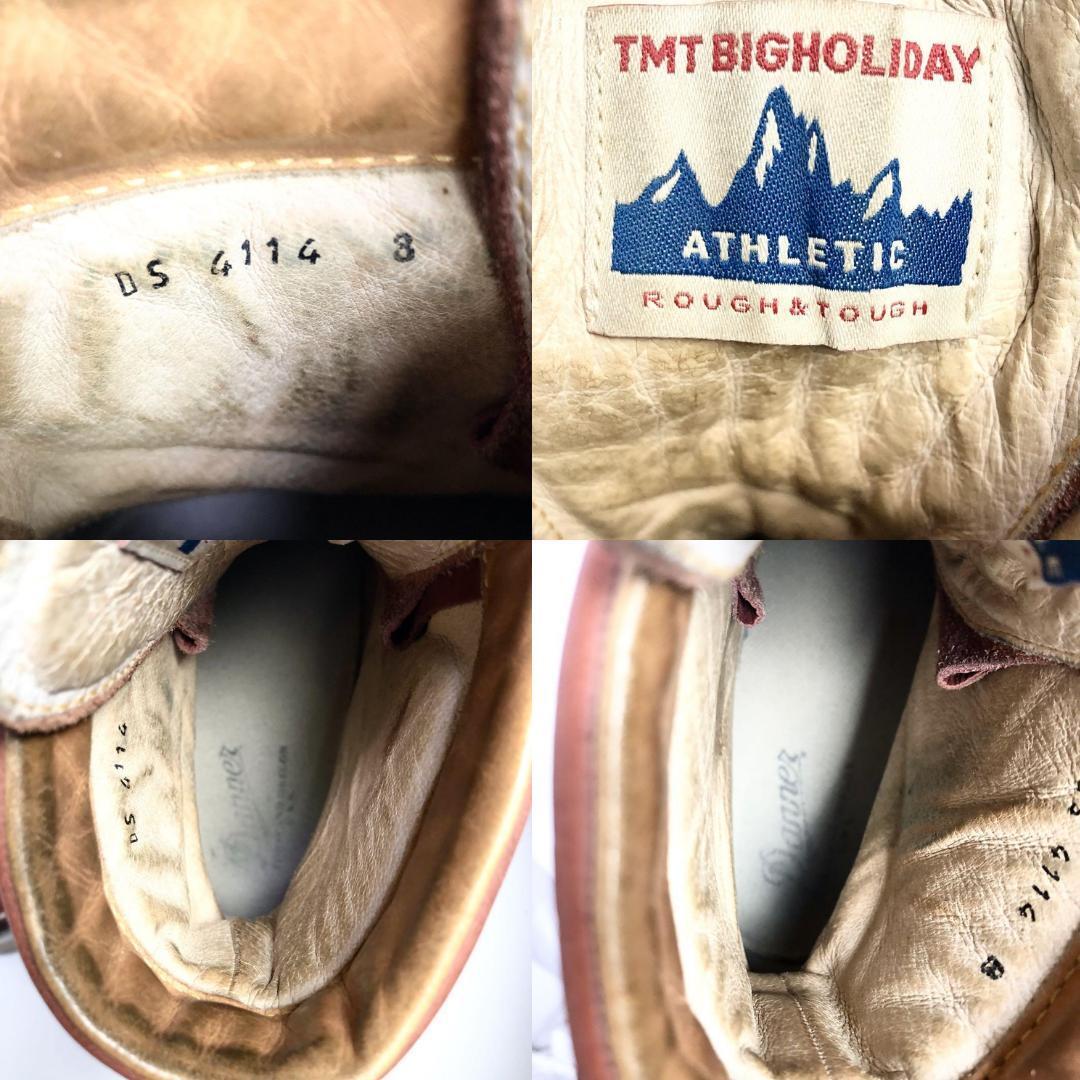 DS 4114 8
TMT BIGHOLIDAY
ATHLETIC
ROUGH&TOUGH
DS 4114
Danner
Danner
4114 8